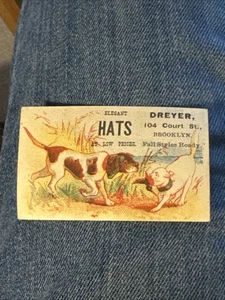 ELEGANT
HATS
AT LOW PRICES.
DREYER,
104 Court St.,
BROOKLYN.
Fall Styles Ready.